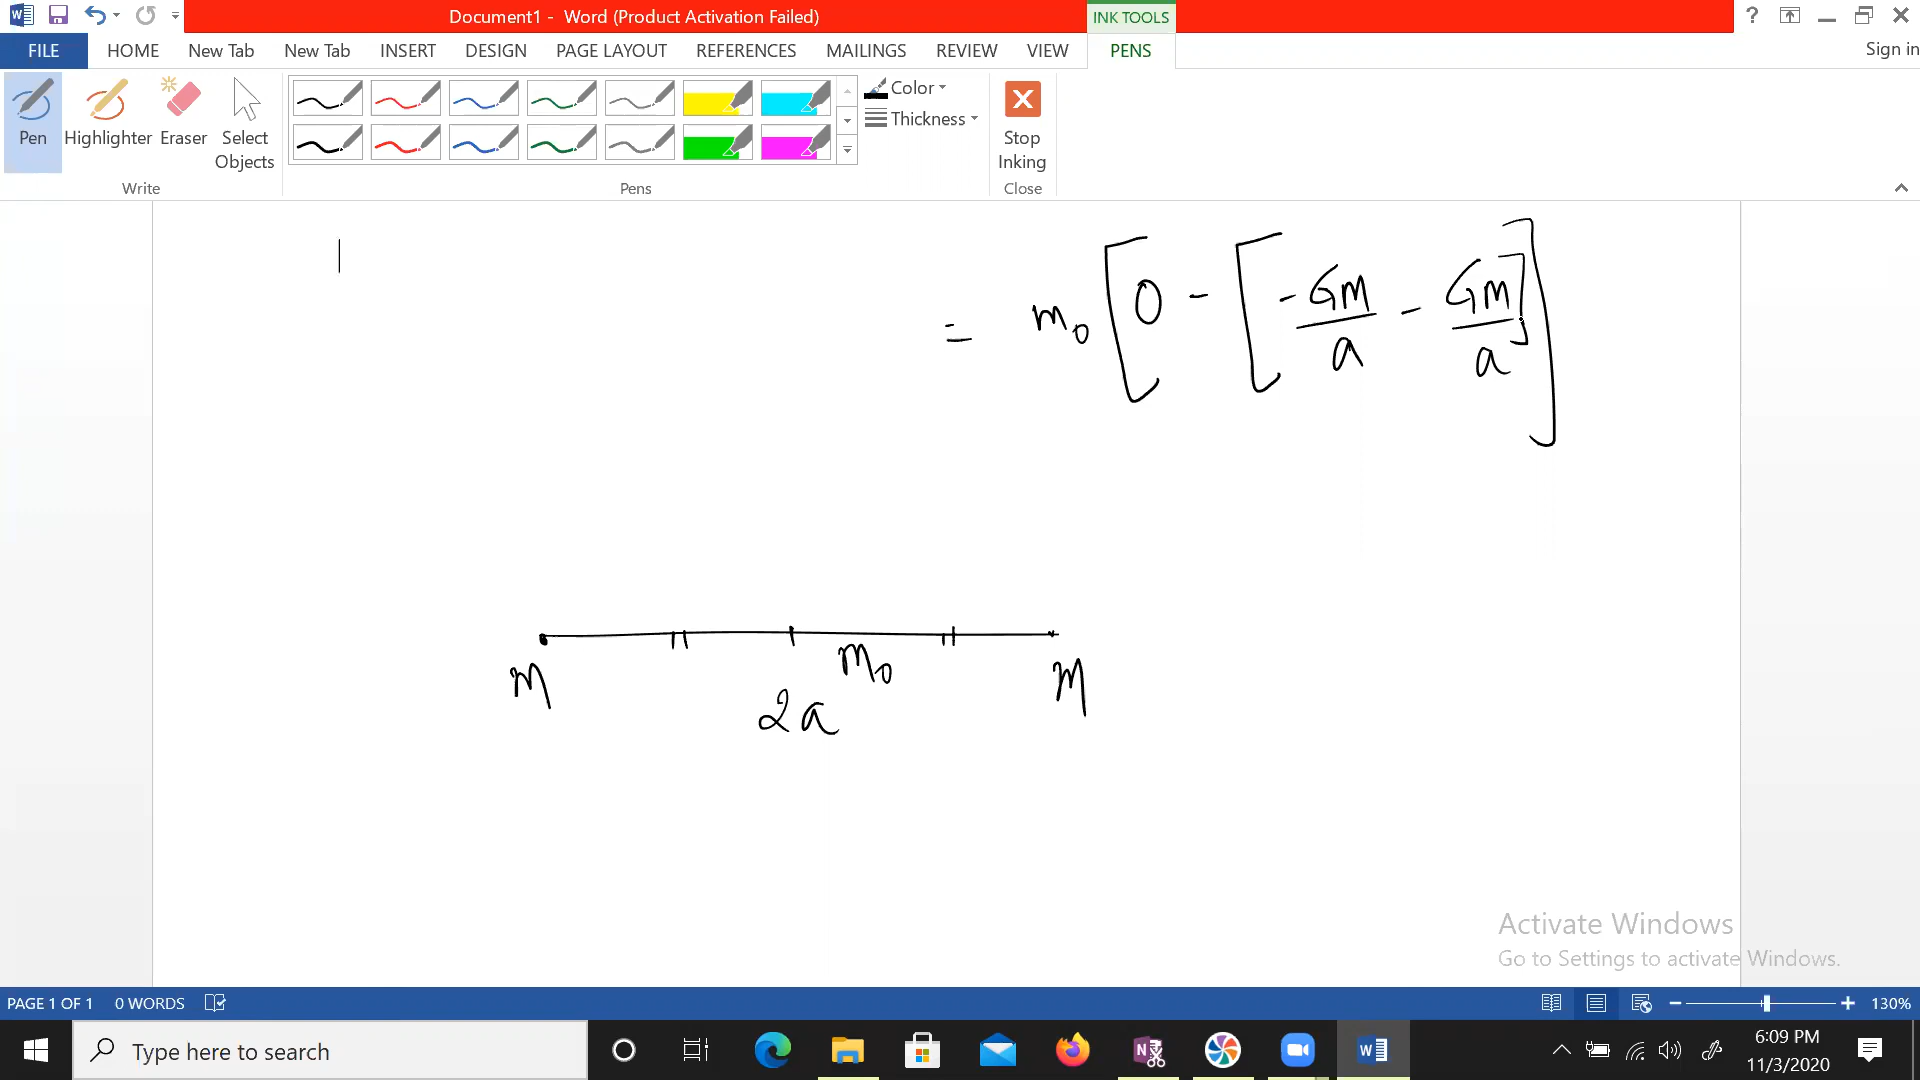 Document1 - Word (Product Activation Failed)
INK TOOLS
?
FILE HOME New Tab New Tab INSERT DESIGN PAGE LAYOUT REFERENCES MAILINGS REVIEW VIEW PENS Sign in
Pen Highlighter Eraser Select Objects
Color
Thickness
Stop Inking
Write Pens Close
= m₀ [0 - [-GM/a - GM/a]]
M m₀ M
2a
Activate Windows
Go to Settings to activate Windows.
PAGE 1 OF 1 0 WORDS 130%
Type here to search
6:09 PM
11/3/2020